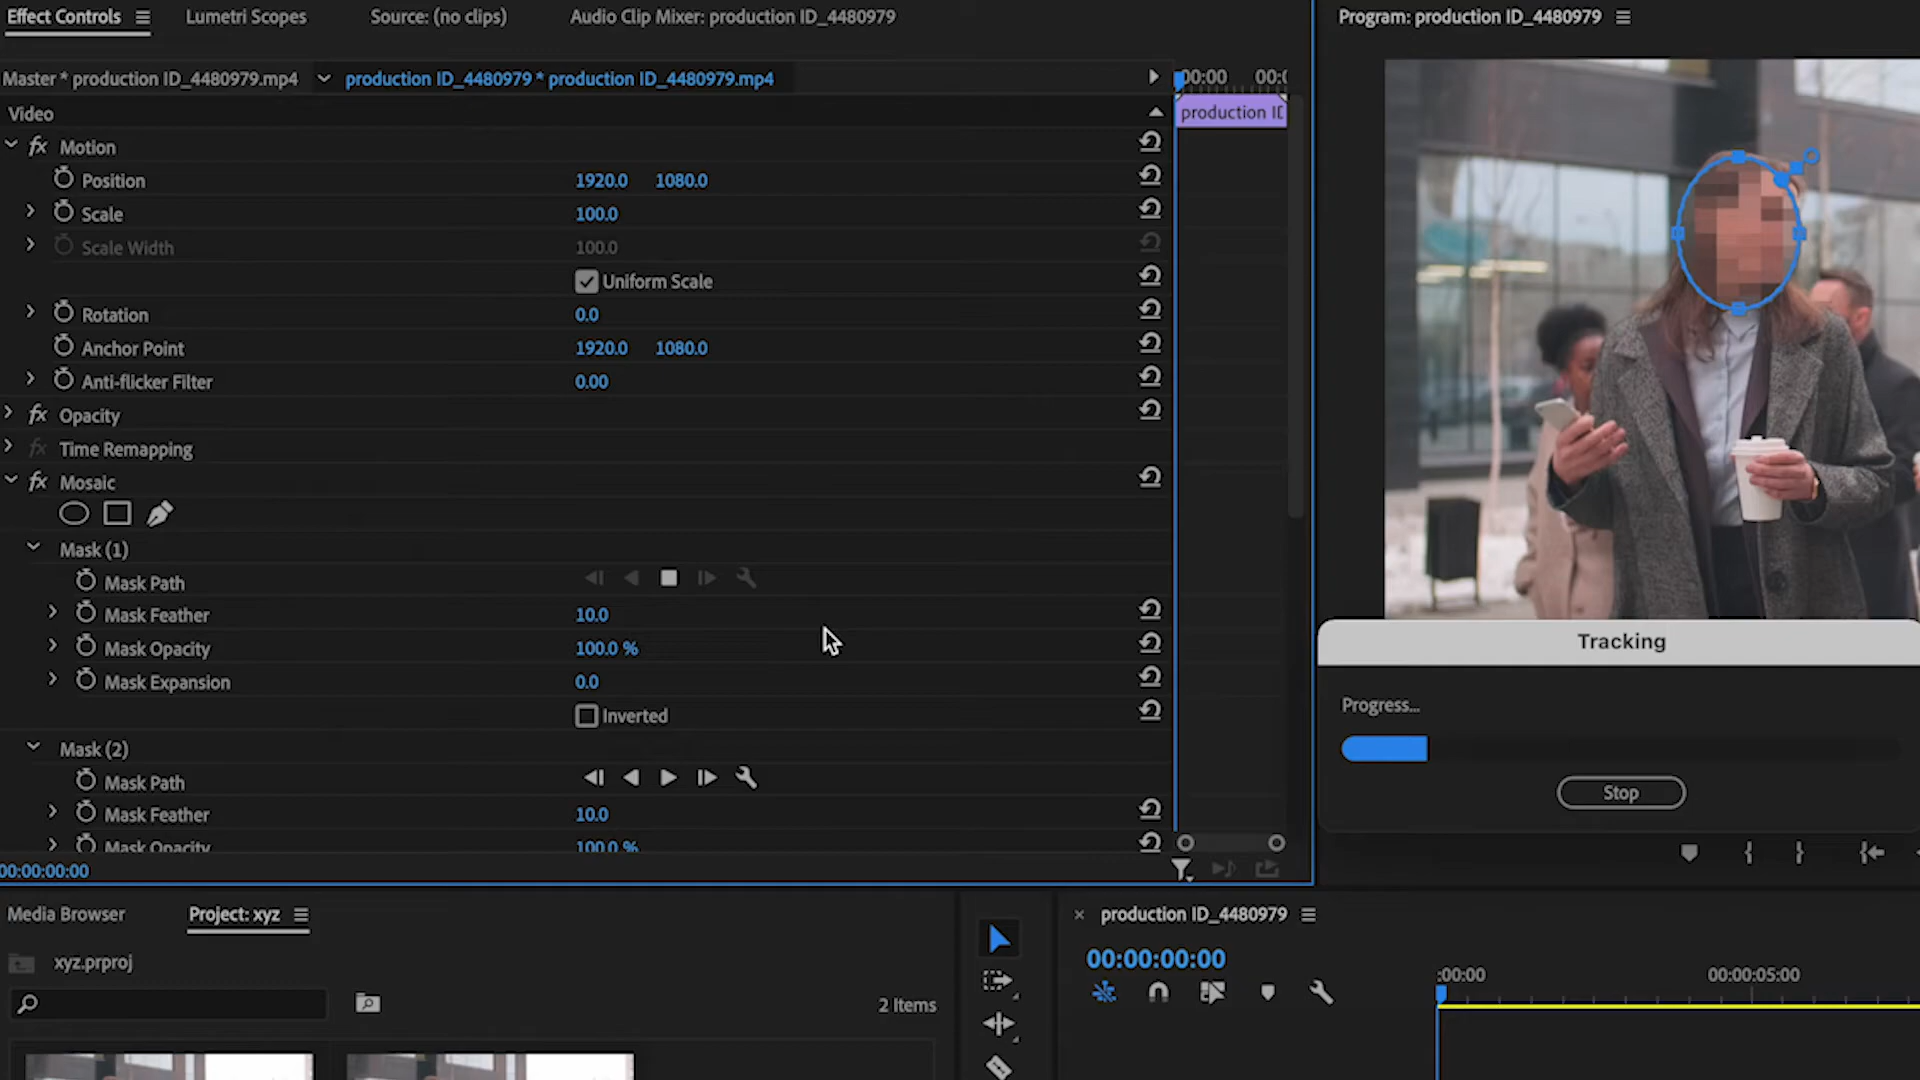 Effect Controls
Lumetri Scopes
Source: (no clips)
Audio Clip Mixer: production ID_4480979
Program: production ID_4480979
Master * production ID_4480979.mp4
production ID_4480979 * production ID_4480979.mp4
:00:00
Video
production
fx Motion
Position 1920.0 1080.0
Scale 100.0
Scale Width 100.0
Uniform Scale
Rotation 0.0
Anchor Point 1920.0 1080.0
Anti-flicker Filter 0.00
fx Opacity
fx Time Remapping
fx Mosaic
Mask (1)
Mask Path
Mask Feather 10.0
Mask Opacity 100.0 %
Mask Expansion 0.0
Inverted
Mask (2)
Mask Path
Mask Feather 10.0
Mask Opacity 100.0 %
00:00:00:00
Tracking
Progress...
Stop
Media Browser
Project: xyz
xyz.prproj
2 Items
production ID_4480979
00:00:00:00
:00:00
00:00:05:00